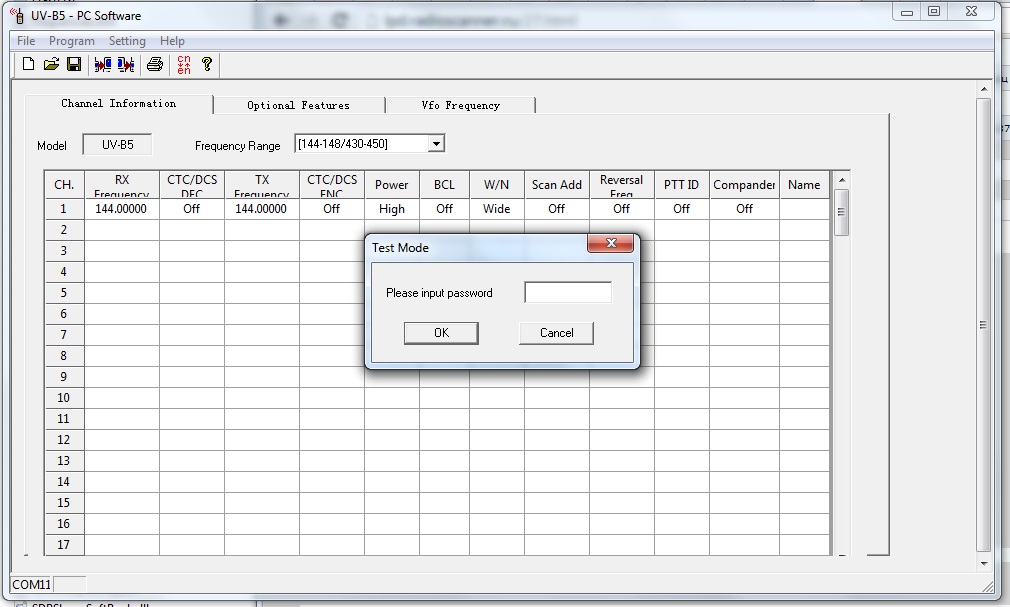 UV-B5 - PC Software
File Program Setting Help
cn
en
?
Channel Information Optional Features Vfo Frequency
Model UV-B5 Frequency Range [144-148/430-450]
CH. RX Frequency CTC/DCS DEC TX Frequency CTC/DCS ENC Power BCL W/N Scan Add Reversal Freq PTT ID Compander Name
1 144.00000 Off 144.00000 Off High Off Wide Off Off Off Off
2
3
4
5
6
7
8
9
10
11
12
13
14
15
16
17
Test Mode
Please input password
OK Cancel
COM11